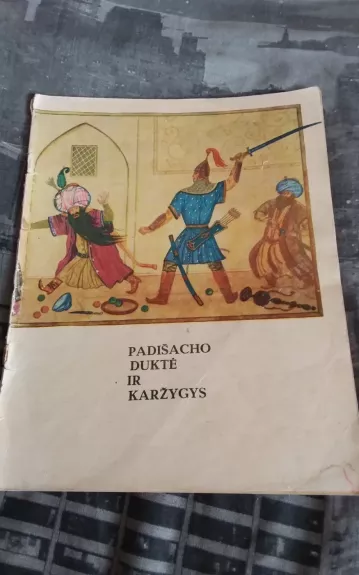 PADIŠACHO
DUKTĖ
IR
KARŽYGYS